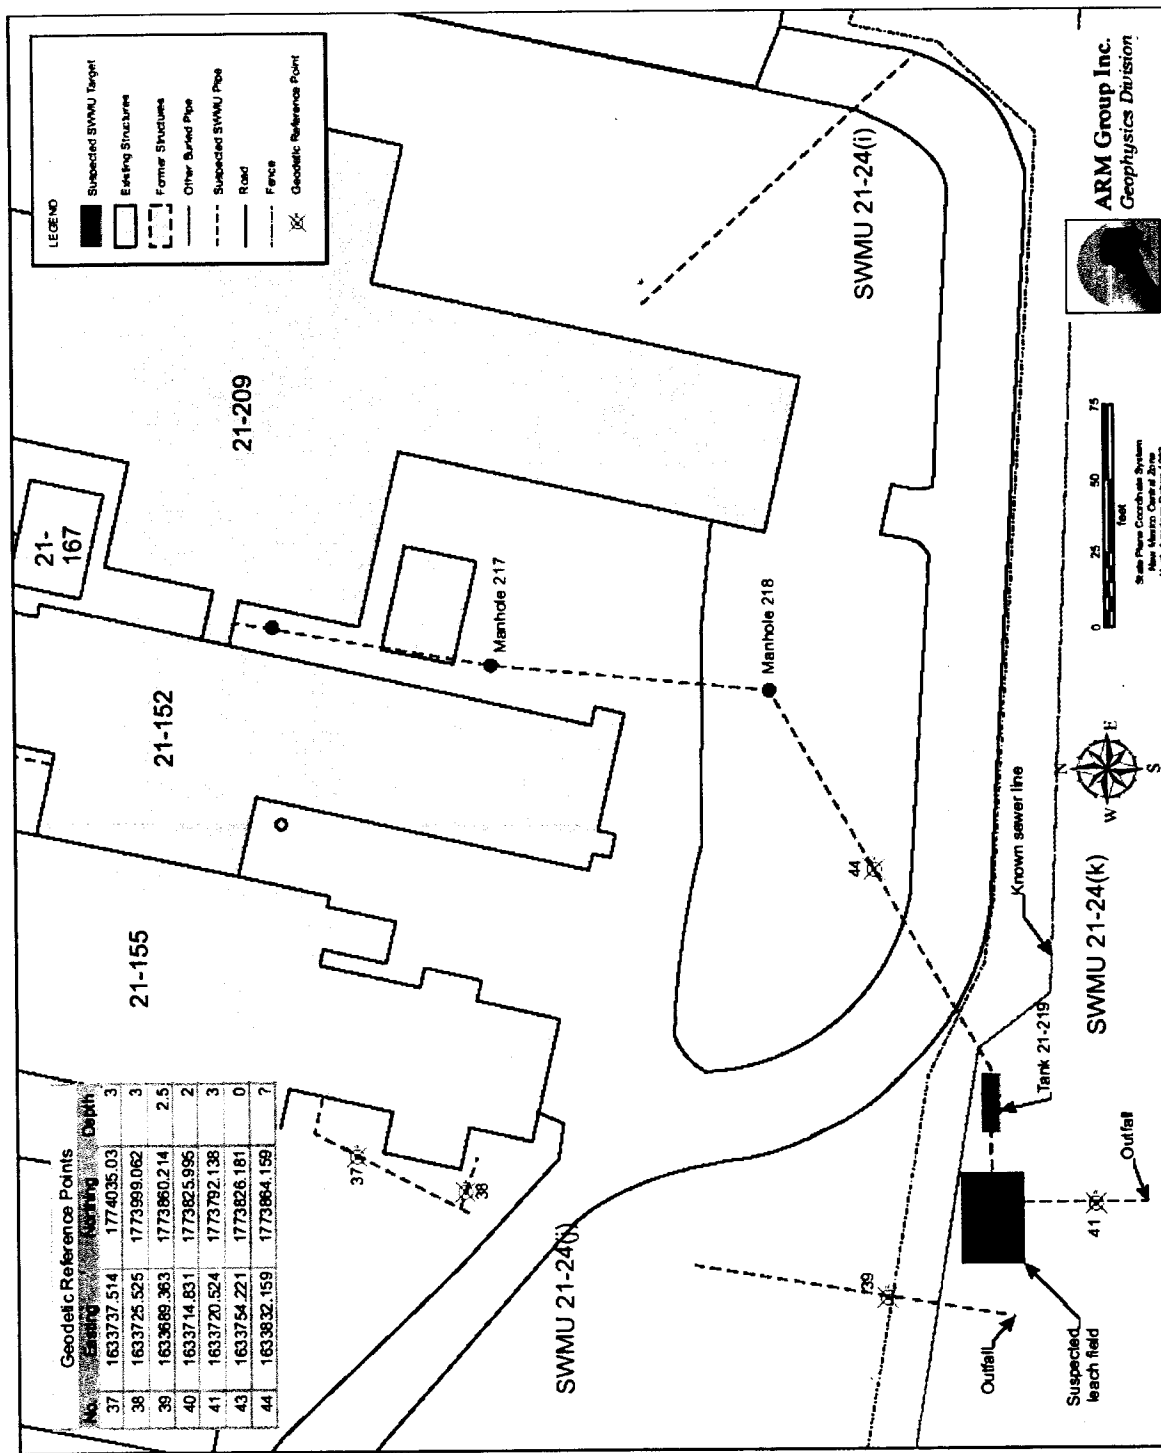 Geodetic Reference Points
No. Easting Northing Depth
37 1633737.514 1774035.03 3
38 1633725.525 1773999.062 3
39 1633689.363 1773860.214 2.5
40 1633714.831 1773825.995 2
41 1633720.524 1773792.138 3
43 1633754.221 1773826.181 0
44 1633832.159 1773864.159 ?
21-155
21-152
21-
167
21-209
LEGEND
Suspected SWMU Target
Existing Structures
Former Structures
Other Buried Pipe
Suspected SWMU Pipe
Road
Fence
Geodetic Reference Point
37
38
Manhole 217
Manhole 218
44
SWMU 21-24(j)
SWMU 21-24(i)
39
Outfall
Suspected
leach field
41
Outfall
Tank 21-219
Known sewer line
SWMU 21-24(k)
N
W
E
S
0 25 50 75
feet
State Plane Coordinate System
New Mexico Central Zone
ARM Group Inc.
Geophysics Division